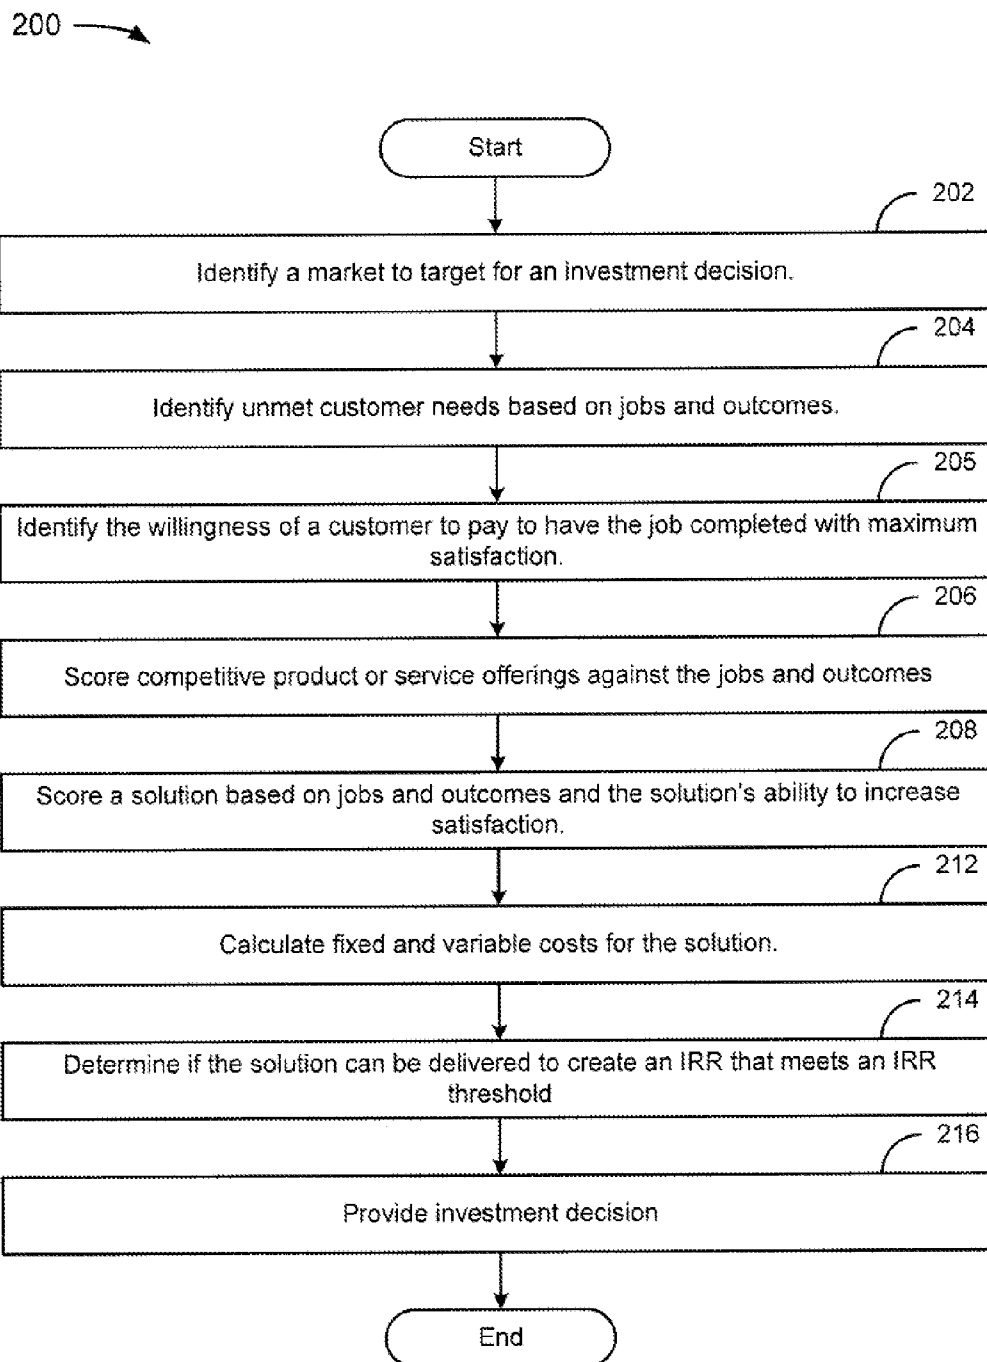 200
Start
202
Identify a market to target for an investment decision.
204
Identify unmet customer needs based on jobs and outcomes.
205
Identify the willingness of a customer to pay to have the job completed with maximum
satisfaction.
206
Score competitive product or service offerings against the jobs and outcomes
208
Score a solution based on jobs and outcomes and the solution's ability to increase
satisfaction.
212
Calculate fixed and variable costs for the solution.
214
Determine if the solution can be delivered to create an IRR that meets an IRR
threshold
216
Provide investment decision
End